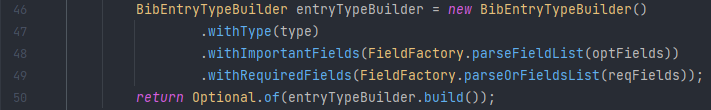 46 BibEntryTypeBuilder entryTypeBuilder = new BibEntryTypeBuilder()
47 .withType(type)
48 .withImportantFields(FieldFactory.parseFieldList(optFields))
49 .withRequiredFields(FieldFactory.parseOrFieldsList(reqFields));
50 return Optional.of(entryTypeBuilder.build());